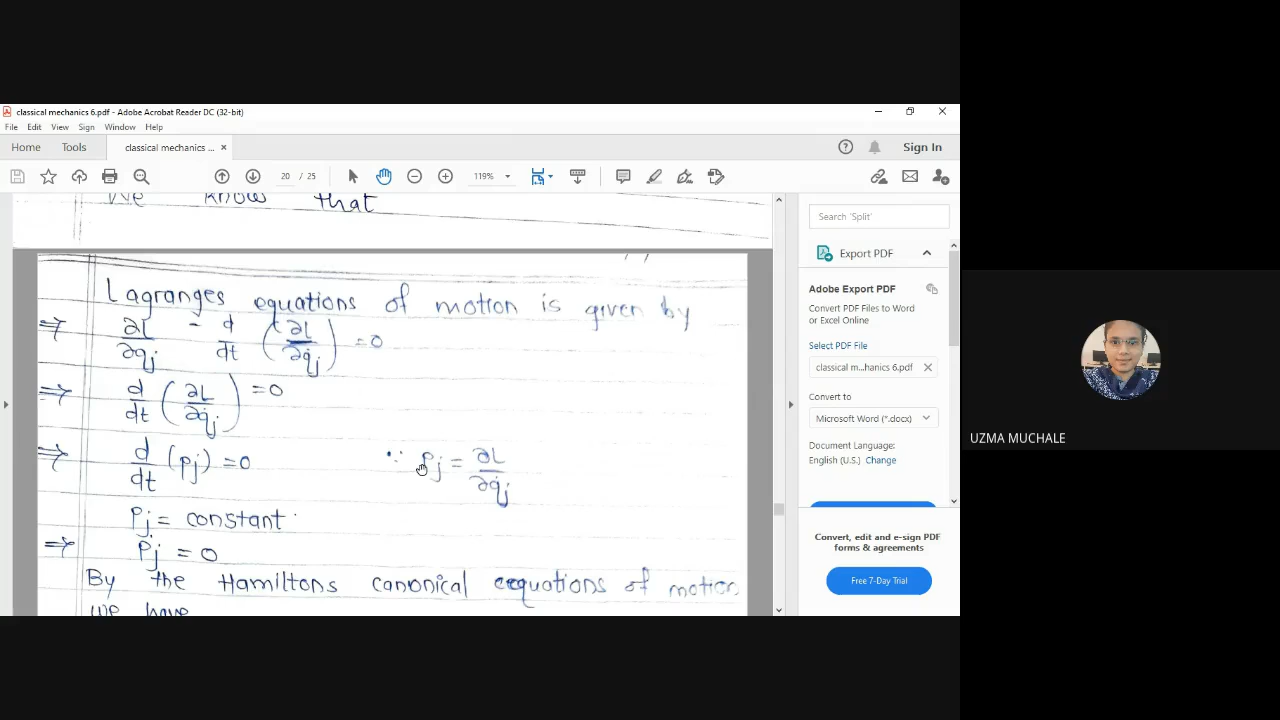 classical mechanics 6.pdf - Adobe Acrobat Reader DC (32-bit)
File Edit View Sign Window Help
Home Tools classical mechanics ... × Sign In
20 / 25 119%
We know that
Lagranges equations of motion is given by
⇒ ∂L/∂qj - d/dt (∂L/∂q̇j) = 0
⇒ d/dt (∂L/∂q̇j) = 0
⇒ d/dt (pj) = 0 ∵ pj = ∂L/∂q̇j
Pj = constant
⇒ Pj = 0
By the Hamiltons canonical eequations of motion
we have
Search 'Split'
Export PDF
Adobe Export PDF
Convert PDF Files to Word
or Excel Online
Select PDF File
classical m...hanics 6.pdf ×
Convert to
Microsoft Word (*.docx)
Document Language:
English (U.S.) Change
Convert, edit and e-sign PDF
forms & agreements
Free 7-Day Trial
UZMA MUCHALE